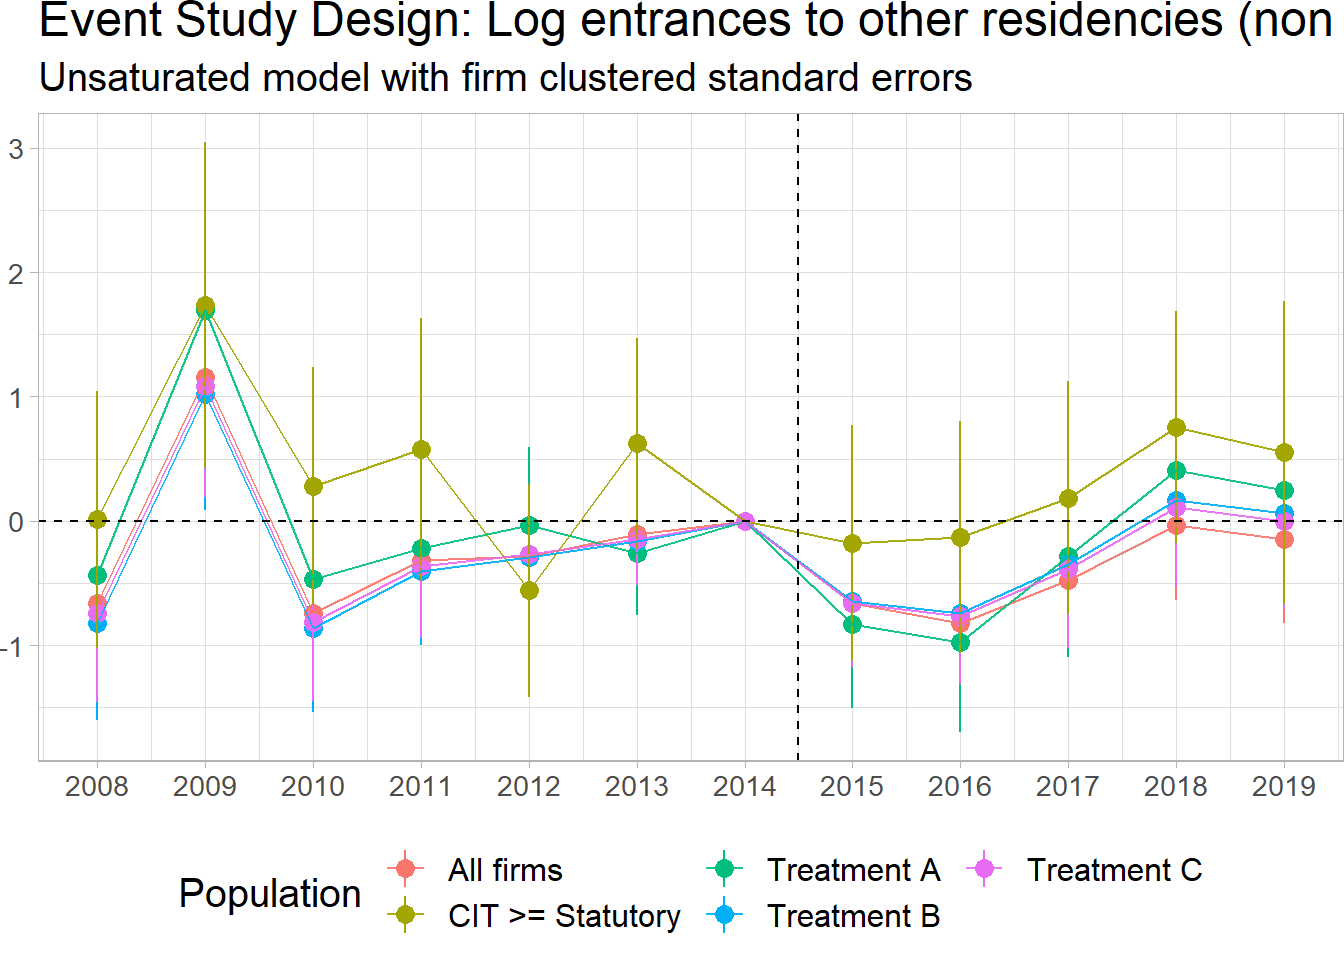 Event Study Design: Log entrances to other residencies (non
Unsaturated model with firm clustered standard errors
3
2
1
0
-1
2008 2009 2010 2011 2012 2013 2014 2015 2016 2017 2018 2019
Population
All firms Treatment A Treatment C
CIT >= Statutory Treatment B